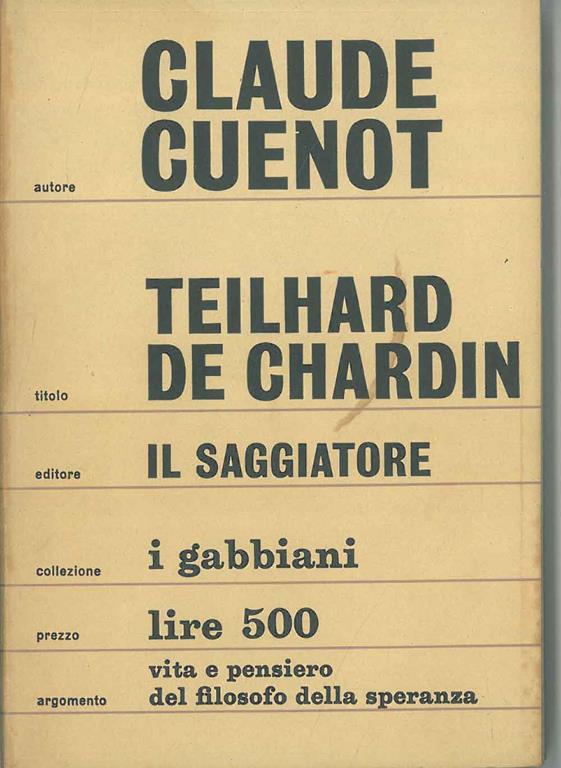 CLAUDE
autore CUENOT
TEILHARD
titolo DE CHARDIN
editore IL SAGGIATORE
collezione i gabbiani
prezzo lire 500
vita e pensiero
argomento del filosofo della speranza